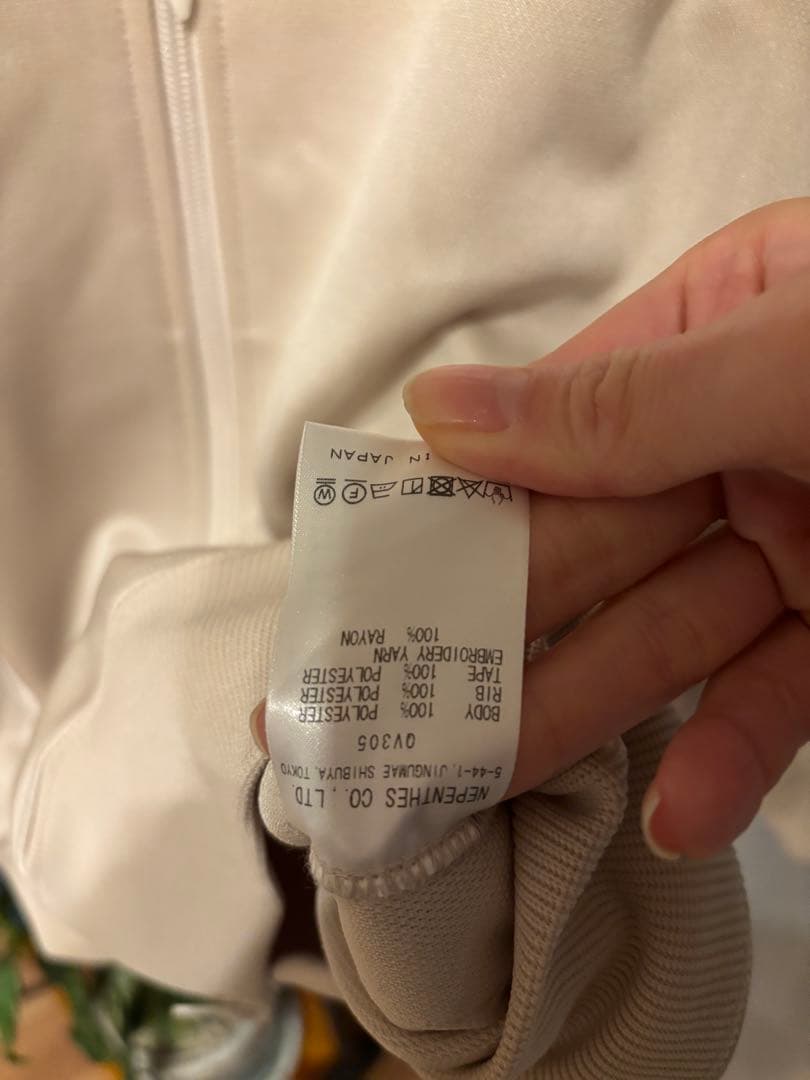 NEPENTHES CO., LTD.
5-44-1, JINGUMAE SHIBUYA, TOKYO
QV305
BODY 100% POLYESTER
RIB 100% POLYESTER
TAPE 100% POLYESTER
EMBROIDERY YARN
100% RAYON
F W
IN JAPAN